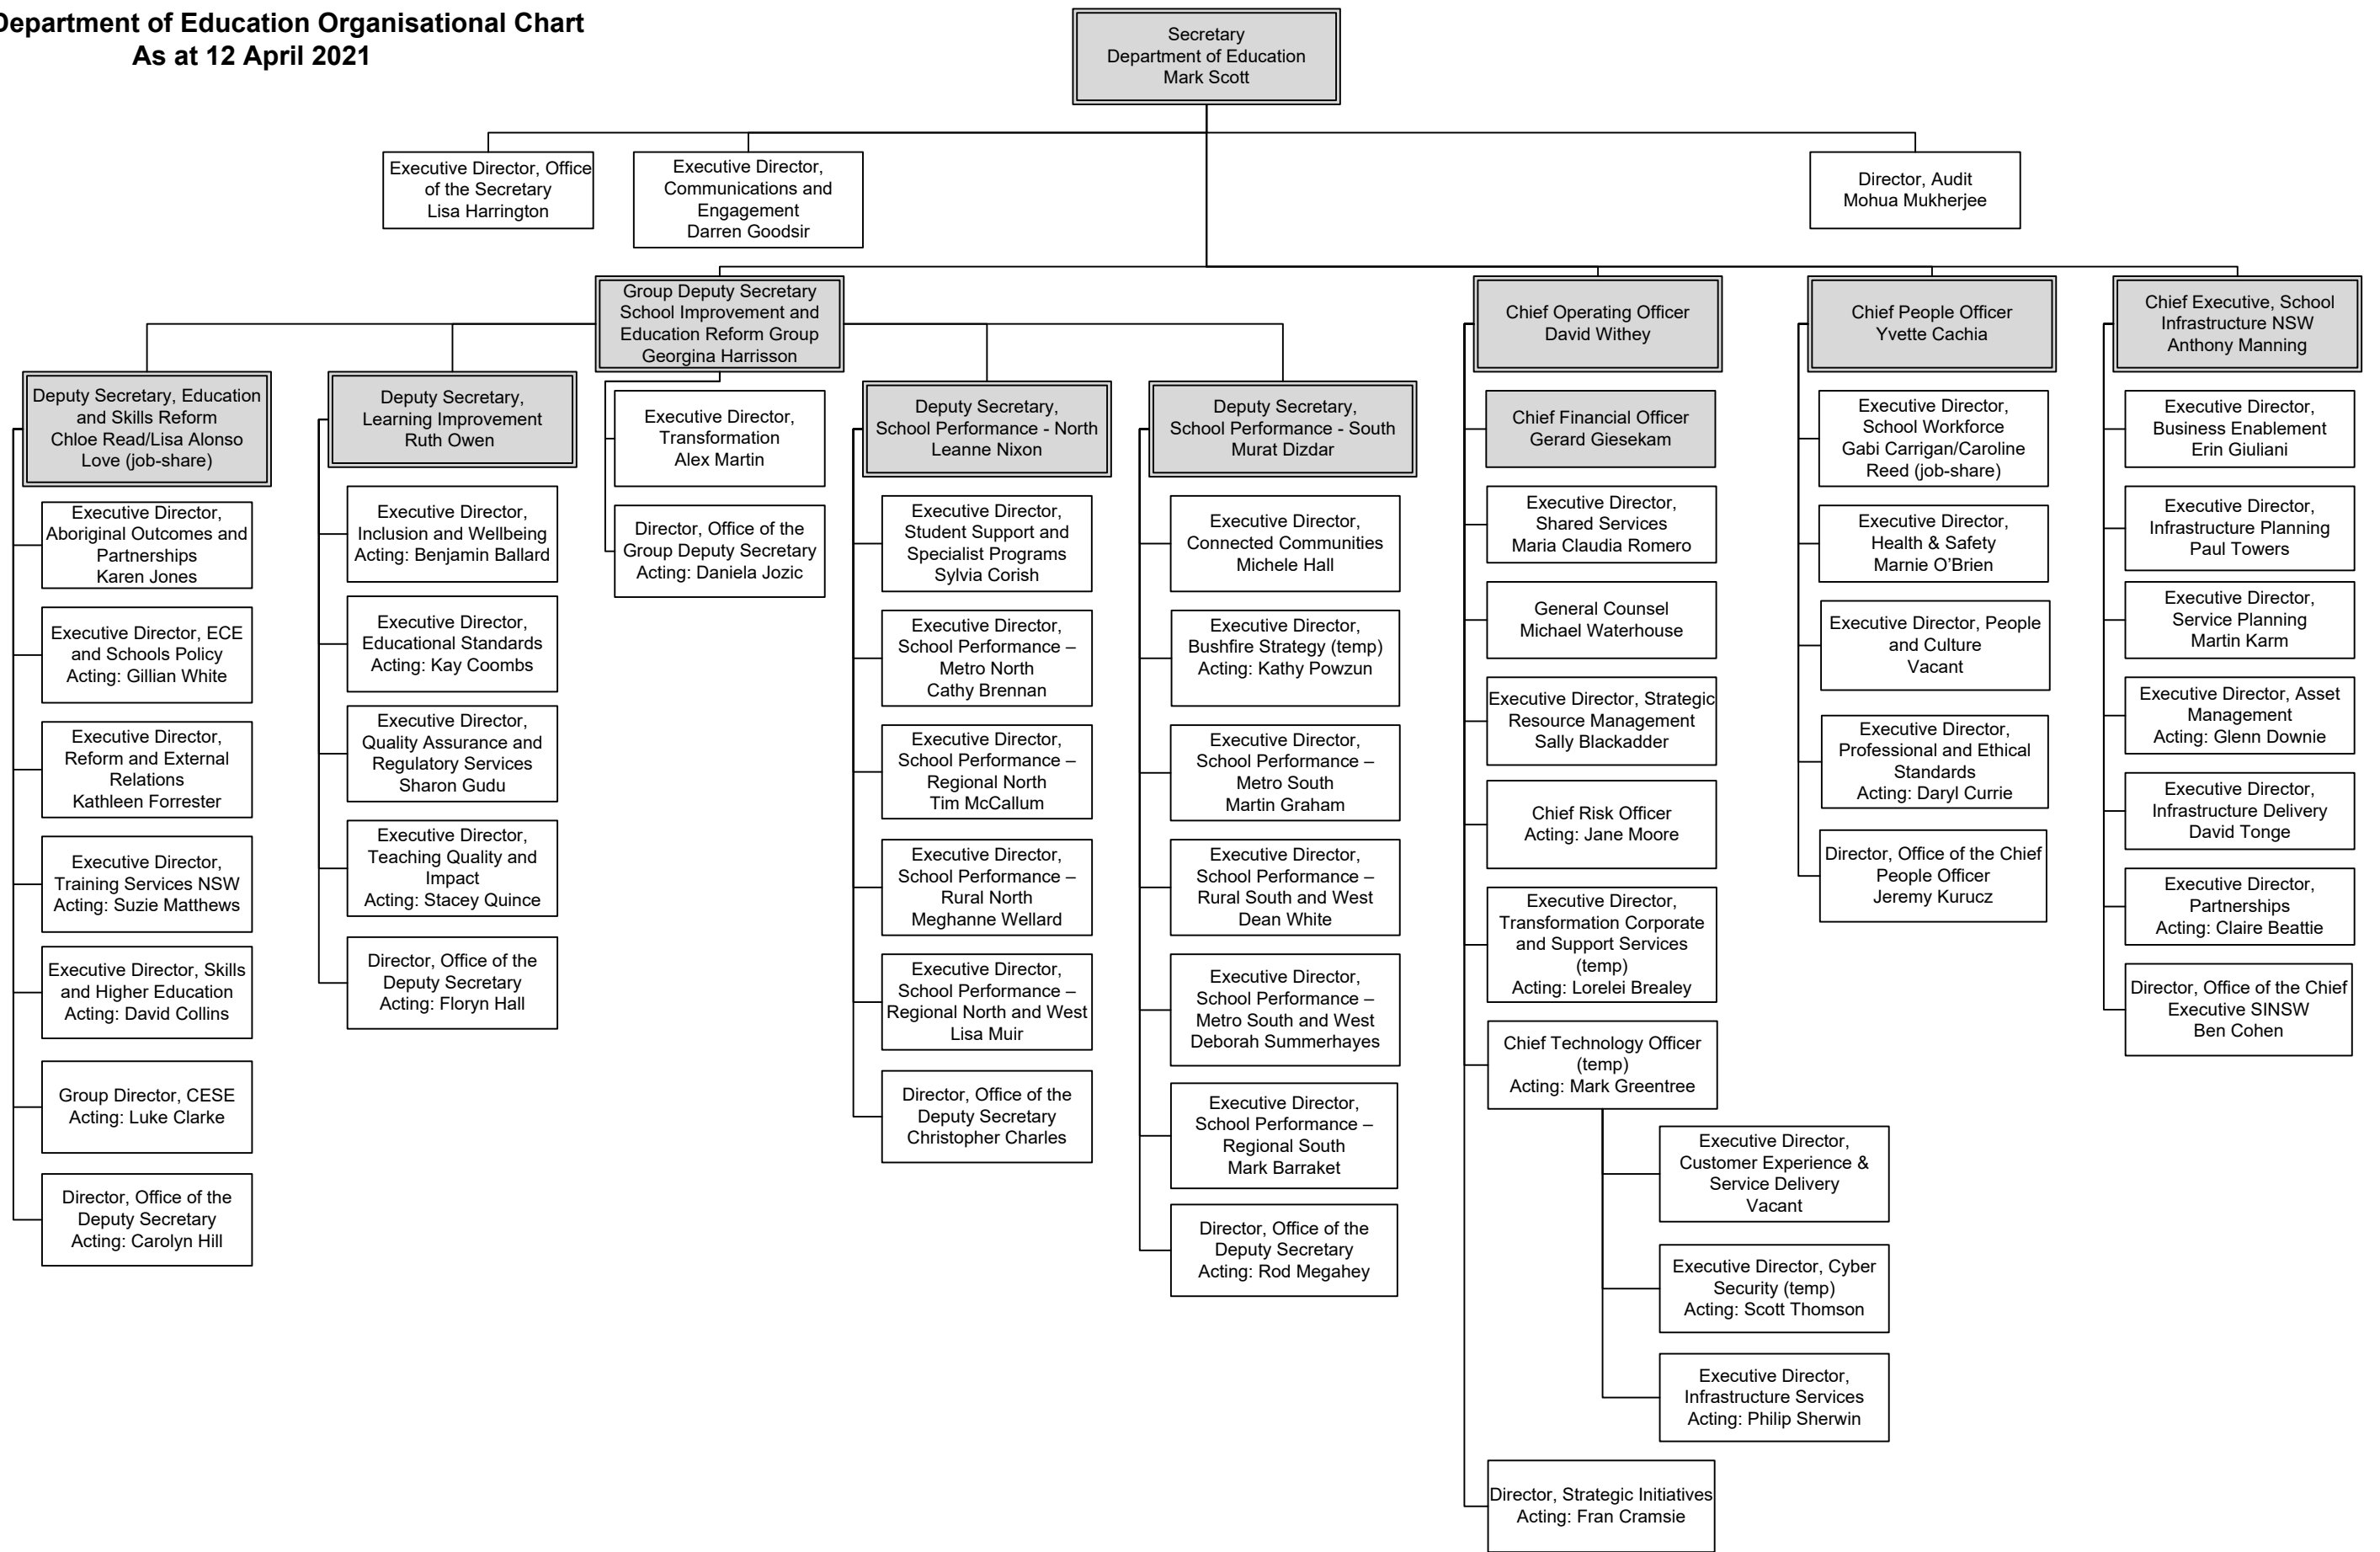 Department of Education Organisational Chart
As at 12 April 2021
Secretary
Department of Education
Mark Scott
Executive Director, Office
of the Secretary
Lisa Harrington
Executive Director,
Communications and
Engagement
Darren Goodsir
Director, Audit
Mohua Mukherjee
Group Deputy Secretary
School Improvement and
Education Reform Group
Georgina Harrisson
Chief Operating Officer
David Withey
Chief People Officer
Yvette Cachia
Chief Executive, School
Infrastructure NSW
Anthony Manning
Deputy Secretary, Education
and Skills Reform
Chloe Read/Lisa Alonso
Love (job-share)
Executive Director,
Aboriginal Outcomes and
Partnerships
Karen Jones
Executive Director, ECE
and Schools Policy
Acting: Gillian White
Executive Director,
Reform and External
Relations
Kathleen Forrester
Executive Director,
Training Services NSW
Acting: Suzie Matthews
Executive Director, Skills
and Higher Education
Acting: David Collins
Group Director, CESE
Acting: Luke Clarke
Director, Office of the
Deputy Secretary
Acting: Carolyn Hill
Deputy Secretary,
Learning Improvement
Ruth Owen
Executive Director,
Inclusion and Wellbeing
Acting: Benjamin Ballard
Executive Director,
Educational Standards
Acting: Kay Coombs
Executive Director,
Quality Assurance and
Regulatory Services
Sharon Gudu
Executive Director,
Teaching Quality and
Impact
Acting: Stacey Quince
Director, Office of the
Deputy Secretary
Acting: Floryn Hall
Executive Director,
Transformation
Alex Martin
Director, Office of the
Group Deputy Secretary
Acting: Daniela Jozic
Deputy Secretary,
School Performance - North
Leanne Nixon
Executive Director,
Student Support and
Specialist Programs
Sylvia Corish
Executive Director,
School Performance –
Metro North
Cathy Brennan
Executive Director,
School Performance –
Regional North
Tim McCallum
Executive Director,
School Performance –
Rural North
Meghanne Wellard
Executive Director,
School Performance –
Regional North and West
Lisa Muir
Director, Office of the
Deputy Secretary
Christopher Charles
Deputy Secretary,
School Performance - South
Murat Dizdar
Executive Director,
Connected Communities
Michele Hall
Executive Director,
Bushfire Strategy (temp)
Acting: Kathy Powzun
Executive Director,
School Performance –
Metro South
Martin Graham
Executive Director,
School Performance –
Rural South and West
Dean White
Executive Director,
School Performance –
Metro South and West
Deborah Summerhayes
Executive Director,
School Performance –
Regional South
Mark Barraket
Director, Office of the
Deputy Secretary
Acting: Rod Megahey
Chief Financial Officer
Gerard Giesekam
Executive Director,
Shared Services
Maria Claudia Romero
General Counsel
Michael Waterhouse
Executive Director, Strategic
Resource Management
Sally Blackadder
Chief Risk Officer
Acting: Jane Moore
Executive Director,
Transformation Corporate
and Support Services
(temp)
Acting: Lorelei Brealey
Chief Technology Officer
(temp)
Acting: Mark Greentree
Executive Director,
Customer Experience &
Service Delivery
Vacant
Executive Director, Cyber
Security (temp)
Acting: Scott Thomson
Executive Director,
Infrastructure Services
Acting: Philip Sherwin
Director, Strategic Initiatives
Acting: Fran Cramsie
Executive Director,
School Workforce
Gabi Carrigan/Caroline
Reed (job-share)
Executive Director,
Health & Safety
Marnie O’Brien
Executive Director, People
and Culture
Vacant
Executive Director,
Professional and Ethical
Standards
Acting: Daryl Currie
Director, Office of the Chief
People Officer
Jeremy Kurucz
Executive Director,
Business Enablement
Erin Giuliani
Executive Director,
Infrastructure Planning
Paul Towers
Executive Director,
Service Planning
Martin Karm
Executive Director, Asset
Management
Acting: Glenn Downie
Executive Director,
Infrastructure Delivery
David Tonge
Executive Director,
Partnerships
Acting: Claire Beattie
Director, Office of the Chief
Executive SINSW
Ben Cohen